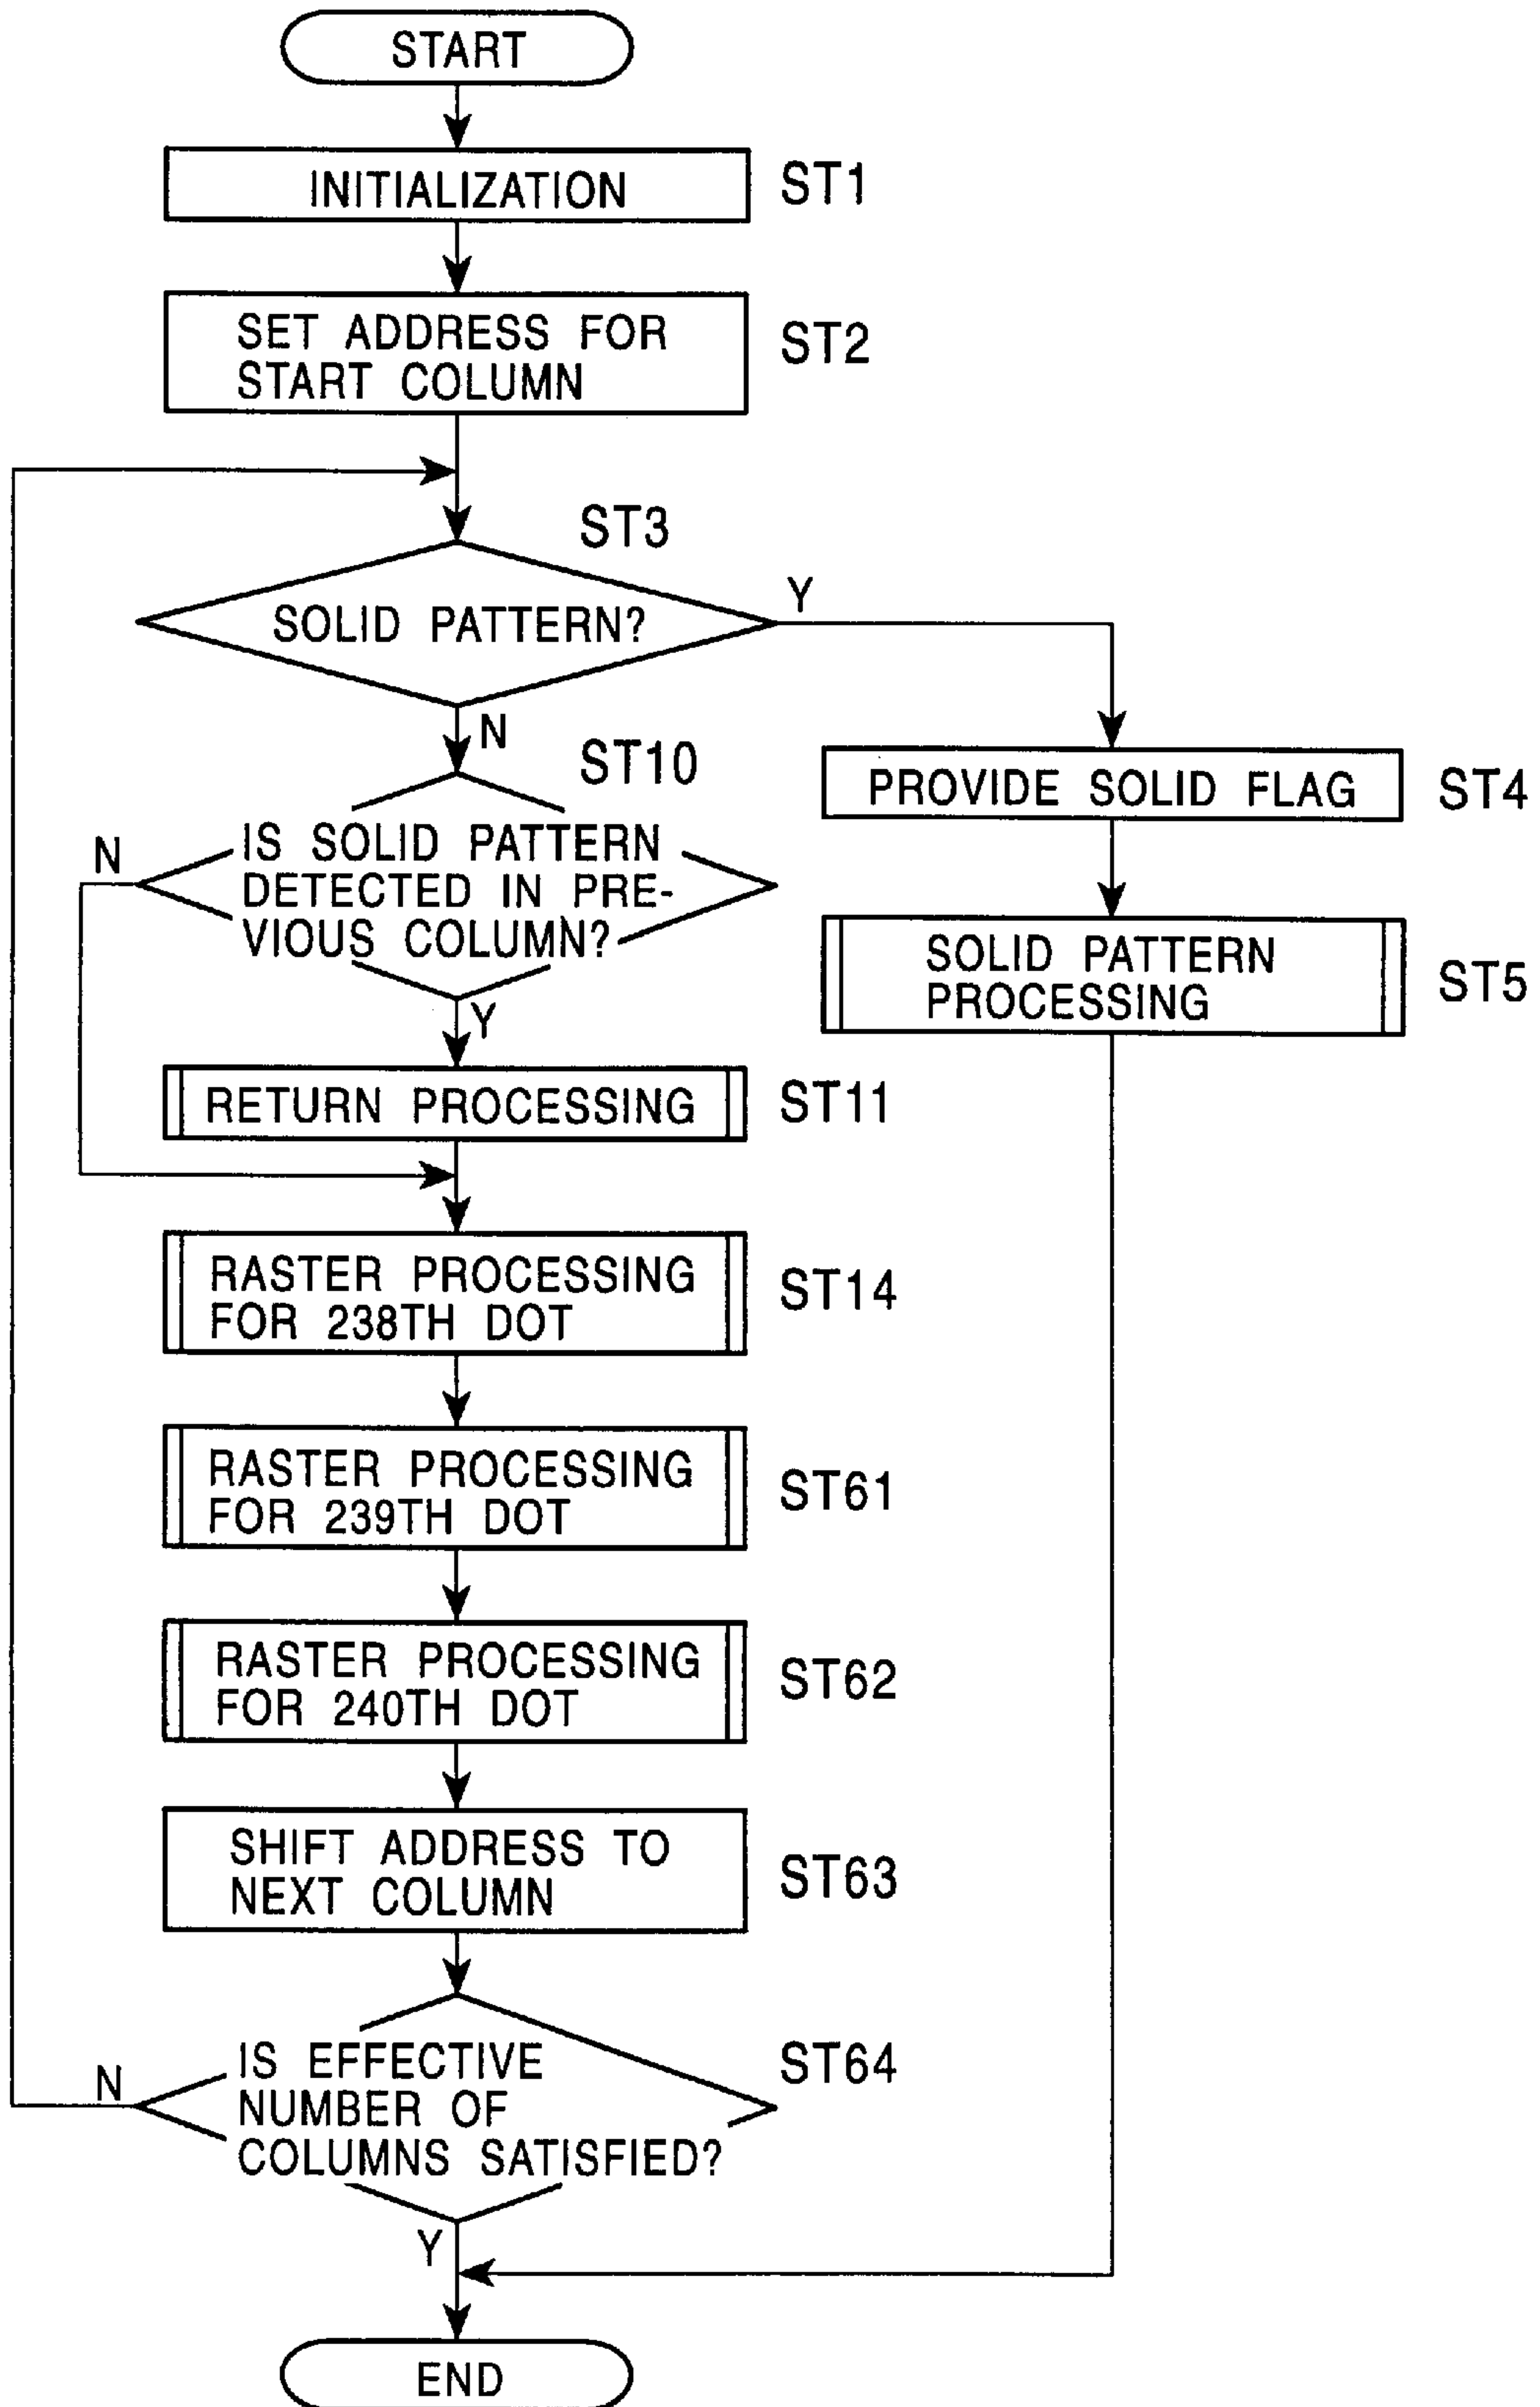 START
INITIALIZATION
ST1
SET ADDRESS FOR
START COLUMN
ST2
ST3
SOLID PATTERN?
Y
N
ST10
PROVIDE SOLID FLAG
ST4
N
IS SOLID PATTERN
DETECTED IN PRE-
VIOUS COLUMN?
SOLID PATTERN
PROCESSING
ST5
Y
RETURN PROCESSING
ST11
RASTER PROCESSING
FOR 238TH DOT
ST14
RASTER PROCESSING
FOR 239TH DOT
ST61
RASTER PROCESSING
FOR 240TH DOT
ST62
SHIFT ADDRESS TO
NEXT COLUMN
ST63
N
IS EFFECTIVE
NUMBER OF
COLUMNS SATISFIED?
ST64
Y
END